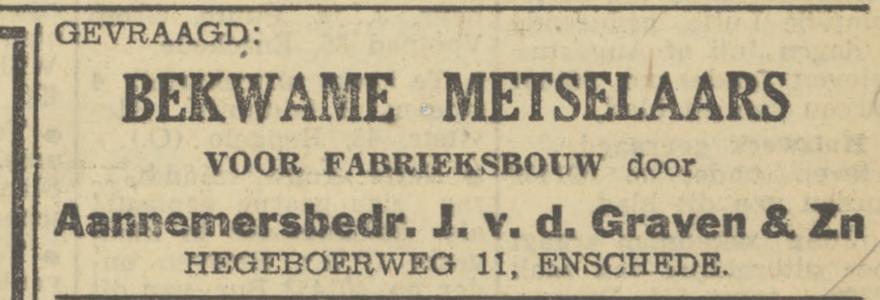 GEVRAAGD:
BEKWAME METSELAARS
VOOR FABRIEKSBOUW door
Aannemersbedr. J. v. d. Graven & Zn
HEGEBOERWEG 11, ENSCHEDE.